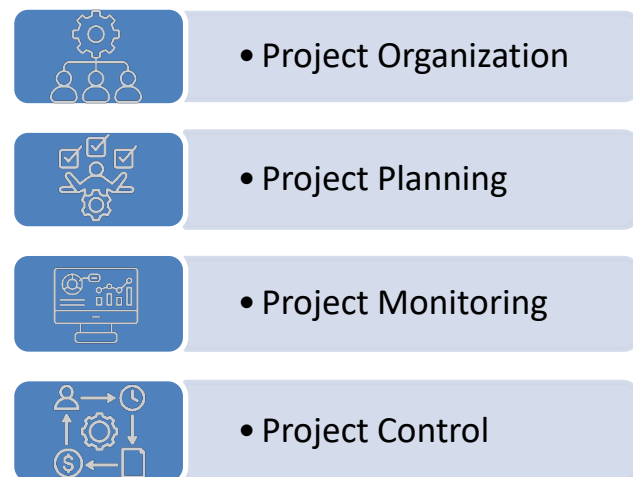 • Project Organization
• Project Planning
• Project Monitoring
• Project Control